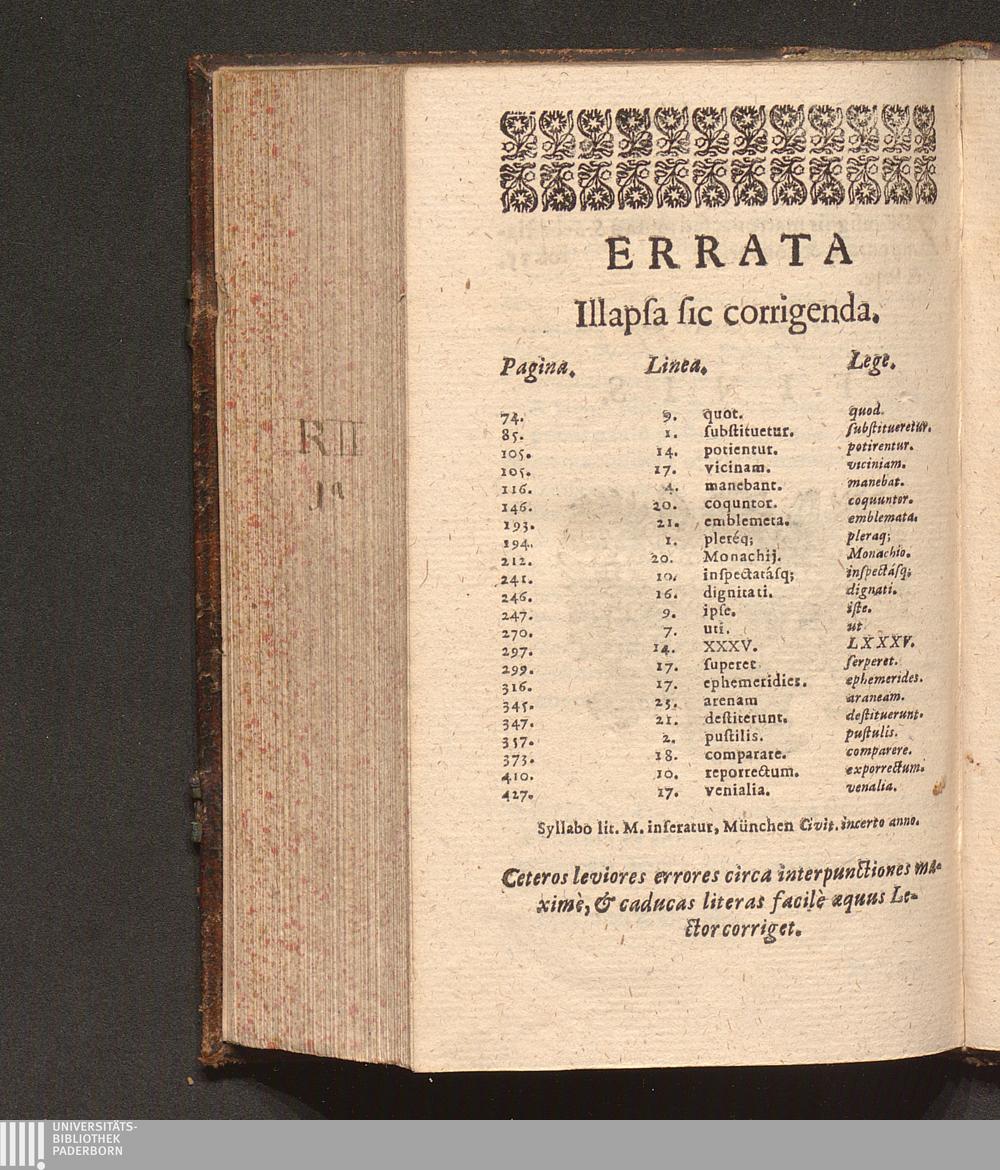 ERRATA
Illapſa ſic corrigenda.
Pagina. Linea. Lege.
74. 9. quot. quod.
85. 1. ſubſtituetur. ſubſtitueretur.
105. 14. potientur. potirentur.
105. 17. vicinam. viciniam.
116. 4. manebant. manebat.
146. 20. coquntor. coquuntor.
193. 21. emblemeta. emblemata.
194. 1. pleréq; pleraq;
212. 20. Monachij. Monachio.
241. 10. inſpectatáſq; inſpectáſq;
246. 16. dignitati. dignati.
247. 9. ipſe. iſte.
270. 7. uti. ut
297. 14. XXXV. LXXXV.
299. 17. ſuperet ſerperet.
316. 17. ephemeridies. ephemerides.
345. 25. arenam araneam.
347. 21. deſtiterunt. deſtituerunt.
357. 2. puſtilis. puſtulis.
373. 18. comparare. comparere.
410. 10. reporrectum. exporrectum.
427. 17. venialia. venalia.
Syllabo lit. M. inſeratur, München Civit. incerto anno.
Ceteros leviores errores circa interpunctiones ma-
ximè, & caducas literas facilè æquus Le-
ctor corriget.
RII
UNIVERSITÄTS-
BIBLIOTHEK
PADERBORN